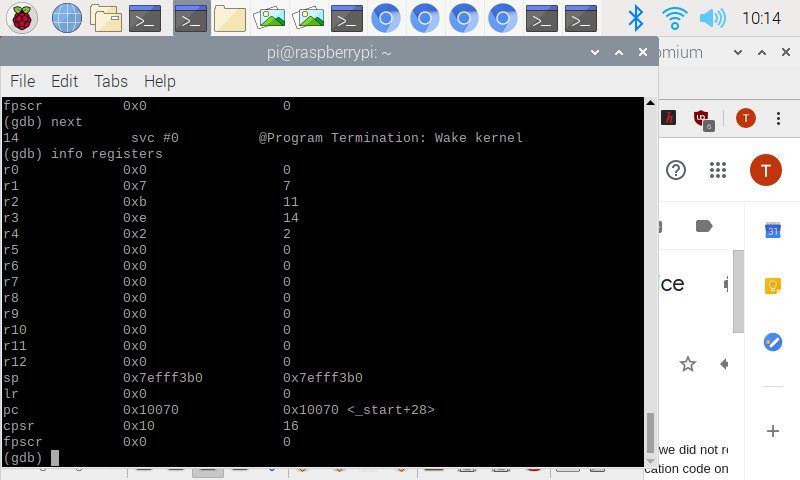 10:14
pi@raspberrypi: ~
omium
File Edit Tabs Help
fpscr 0x0 0
(gdb) next
14 svc #0 @Program Termination: Wake kernel
(gdb) info registers
r0 0x0 0
r1 0x7 7
r2 0xb 11
r3 0xe 14
r4 0x2 2
r5 0x0 0
r6 0x0 0
r7 0x0 0
r8 0x0 0
r9 0x0 0
r10 0x0 0
r11 0x0 0
r12 0x0 0
sp 0x7efff3b0 0x7efff3b0
lr 0x0 0
pc 0x10070 0x10070 <_start+28>
cpsr 0x10 16
fpscr 0x0 0
(gdb)
h
6
T
T
31
ice
we did not re
cation code on